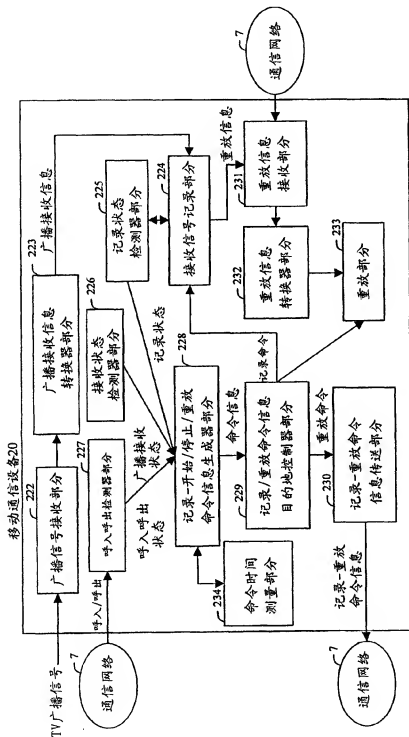 移动通信设备20
TV广播信号
222
广播信号接收部分
223
广播接收信息
转换器部分
广播接收信息
7
通信网络
呼入/呼出
227
呼入呼出检测器部分
226
接收状态
检测器部分
225
记录状态
检测器部分
224
接收信号记录部分
呼入呼出
状态
广播接收
状态
记录状态
重放信息
7
通信网络
231
重放信息
接收部分
232
重放信息
转换器部分
233
重放部分
228
记录-开始/停止/重放
命令信息生成器部分
234
命令时间
测量部分
命令信息
记录命令
229
记录/重放命令信息
目的地控制器部分
重放命令
230
记录-重放命令
信息传送部分
记录-重放
命令信息
7
通信网络